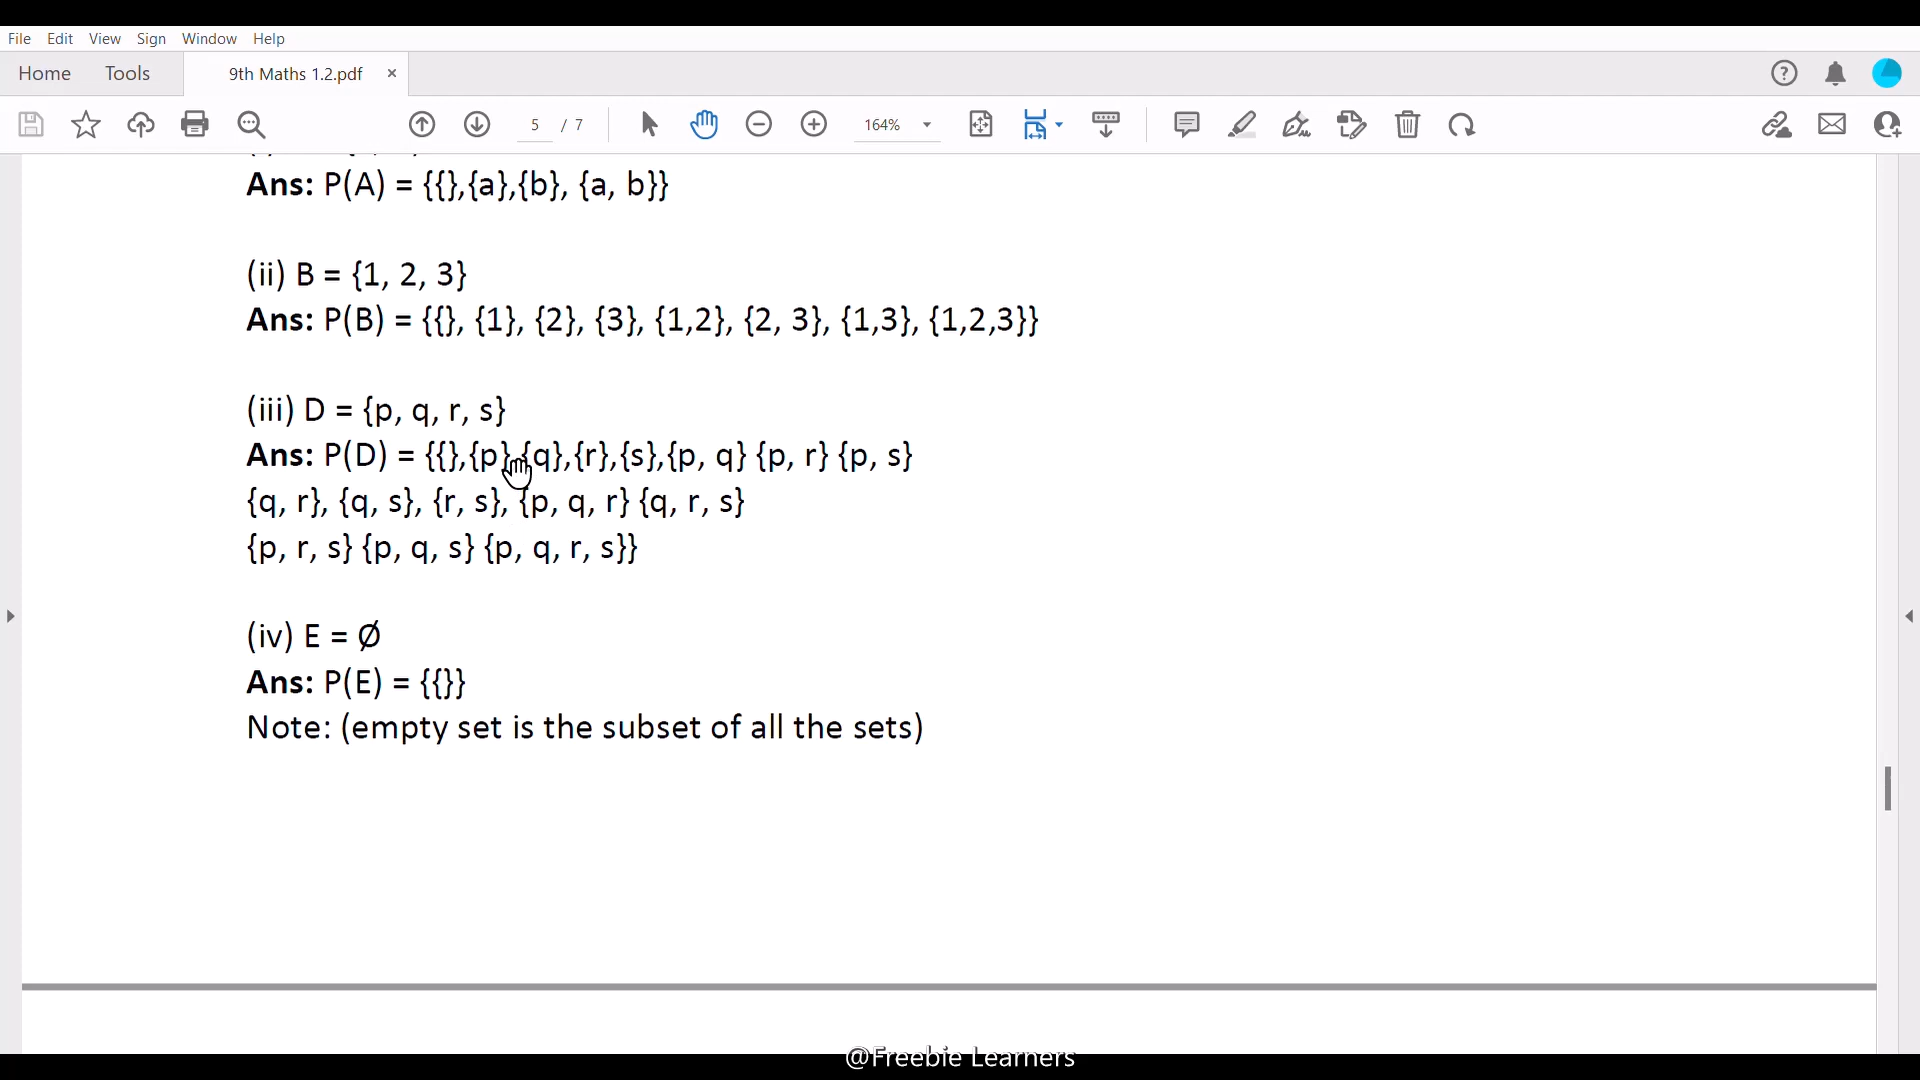 File Edit View Sign Window Help
Home Tools 9th Maths 1.2.pdf ×
5 / 7 164%
Ans: P(A) = {{},{a},{b}, {a, b}}
(ii) B = {1, 2, 3}
Ans: P(B) = {{}, {1}, {2}, {3}, {1,2}, {2, 3}, {1,3}, {1,2,3}}
(iii) D = {p, q, r, s}
Ans: P(D) = {{},{p},{q},{r},{s},{p, q} {p, r} {p, s}
{q, r}, {q, s}, {r, s}, {p, q, r} {q, r, s}
{p, r, s} {p, q, s} {p, q, r, s}}
(iv) E = Ø
Ans: P(E) = {{}}
Note: (empty set is the subset of all the sets)
@Freebie Learners